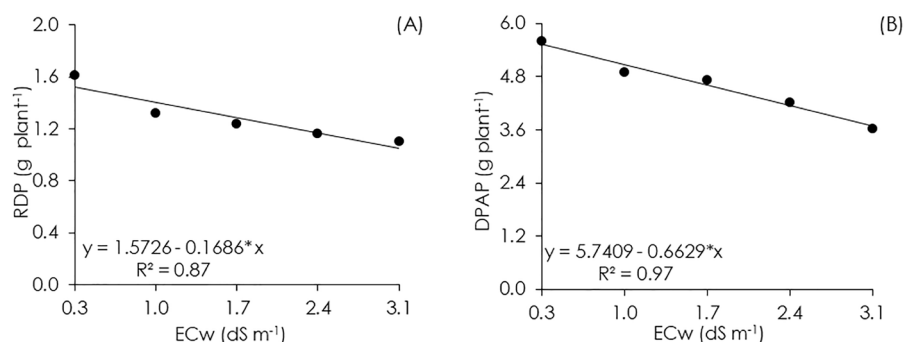 (A)
2.0
1.6
1.2
0.8
0.4
0.0
RDP (g plant⁻¹)
y = 1.5726 - 0.1686*x
R² = 0.87
0.3 1.0 1.7 2.4 3.1
ECw (dS m⁻¹)
(B)
6.0
4.8
3.6
2.4
1.2
0.0
DPAP (g plant⁻¹)
y = 5.7409 - 0.6629*x
R² = 0.97
0.3 1.0 1.7 2.4 3.1
ECw (dS m⁻¹)